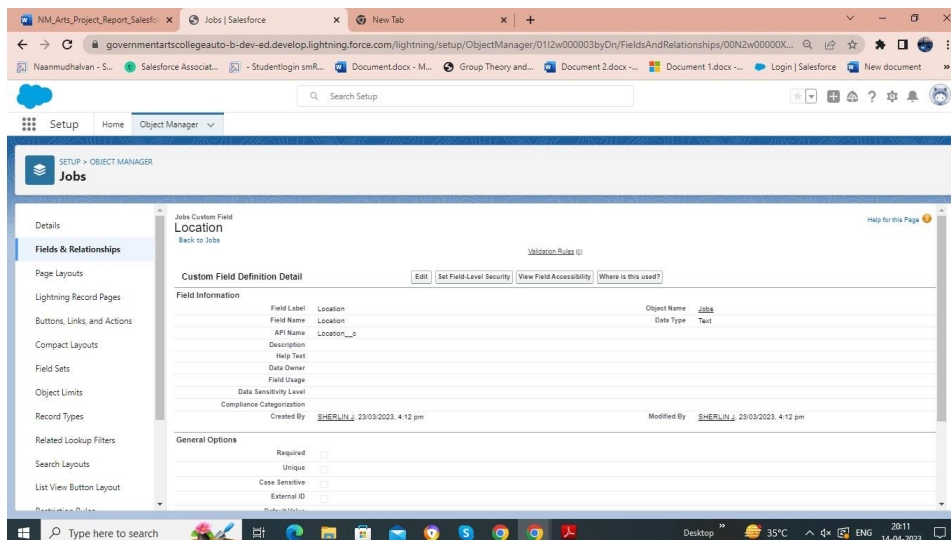 NM_Arts_Project_Report_Salesfo
Jobs | Salesforce
New Tab
governmentartscollegeauto-b-dev-ed.develop.lightning.force.com/lightning/setup/ObjectManager/01I2w000003byDn/FieldsAndRelationships/00N2w00000X...
Naanmudhalvan - S...
Salesforce Associat...
- Studentlogin smR...
Document.docx - M...
Group Theory and...
Document 2.docx -...
Document 1.docx -...
Login | Salesforce
New document
Search Setup
Setup
Home
Object Manager
SETUP > OBJECT MANAGER
Jobs
Details
Fields & Relationships
Page Layouts
Lightning Record Pages
Buttons, Links, and Actions
Compact Layouts
Field Sets
Object Limits
Record Types
Related Lookup Filters
Search Layouts
List View Button Layout
Restriction Rules
Jobs Custom Field
Location
Back to Jobs
Help for this Page
Validation Rules [0]
Custom Field Definition Detail
Edit
Set Field-Level Security
View Field Accessibility
Where is this used?
Field Information
Field Label Location Object Name Jobs
Field Name Location Data Type Text
API Name Location__c
Description
Help Text
Data Owner
Field Usage
Data Sensitivity Level
Compliance Categorization
Created By SHERLIN J, 23/03/2023, 4:12 pm Modified By SHERLIN J, 23/03/2023, 4:12 pm
General Options
Required
Unique
Case Sensitive
External ID
Default Value
Type here to search
Desktop
35°C
ENG
20:11
14-04-2023